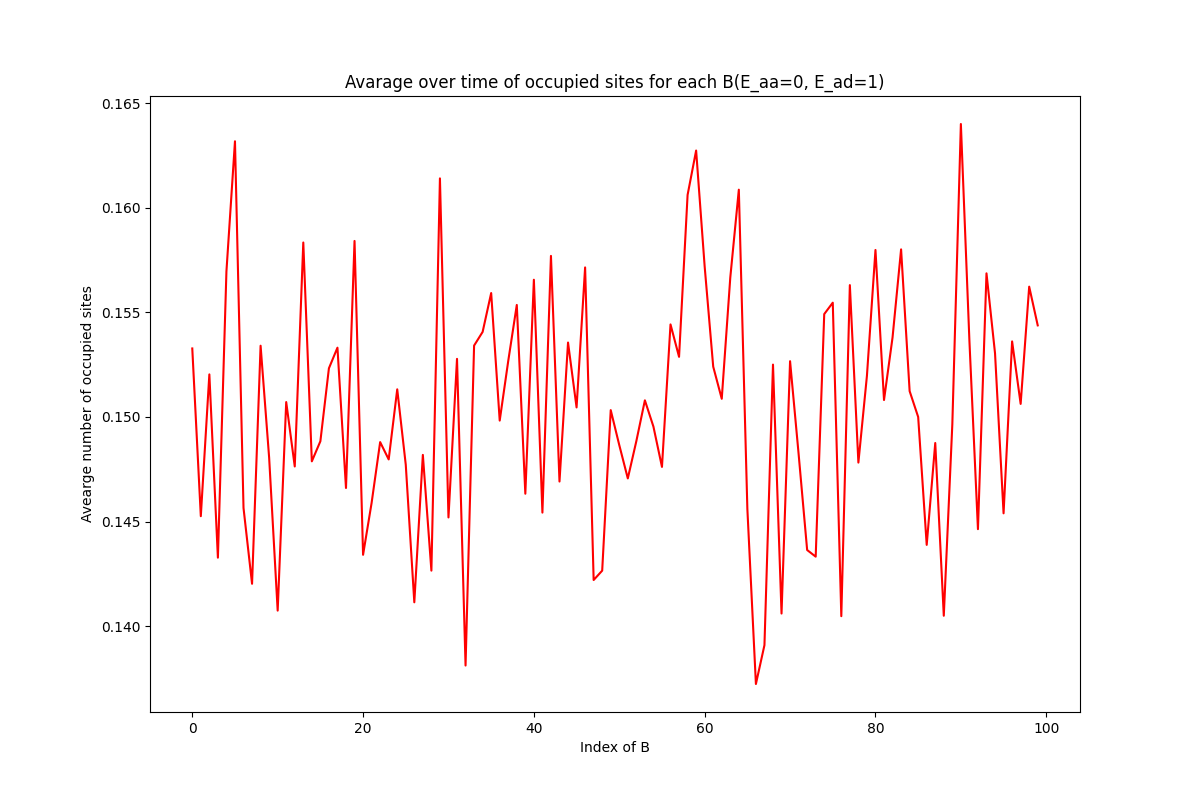 Avarage over time of occupied sites for each B(E_aa=0, E_ad=1)
0.165
0.160
0.155
0.150
0.145
0.140
Avearge number of occupied sites
0 20 40 60 80 100
Index of B